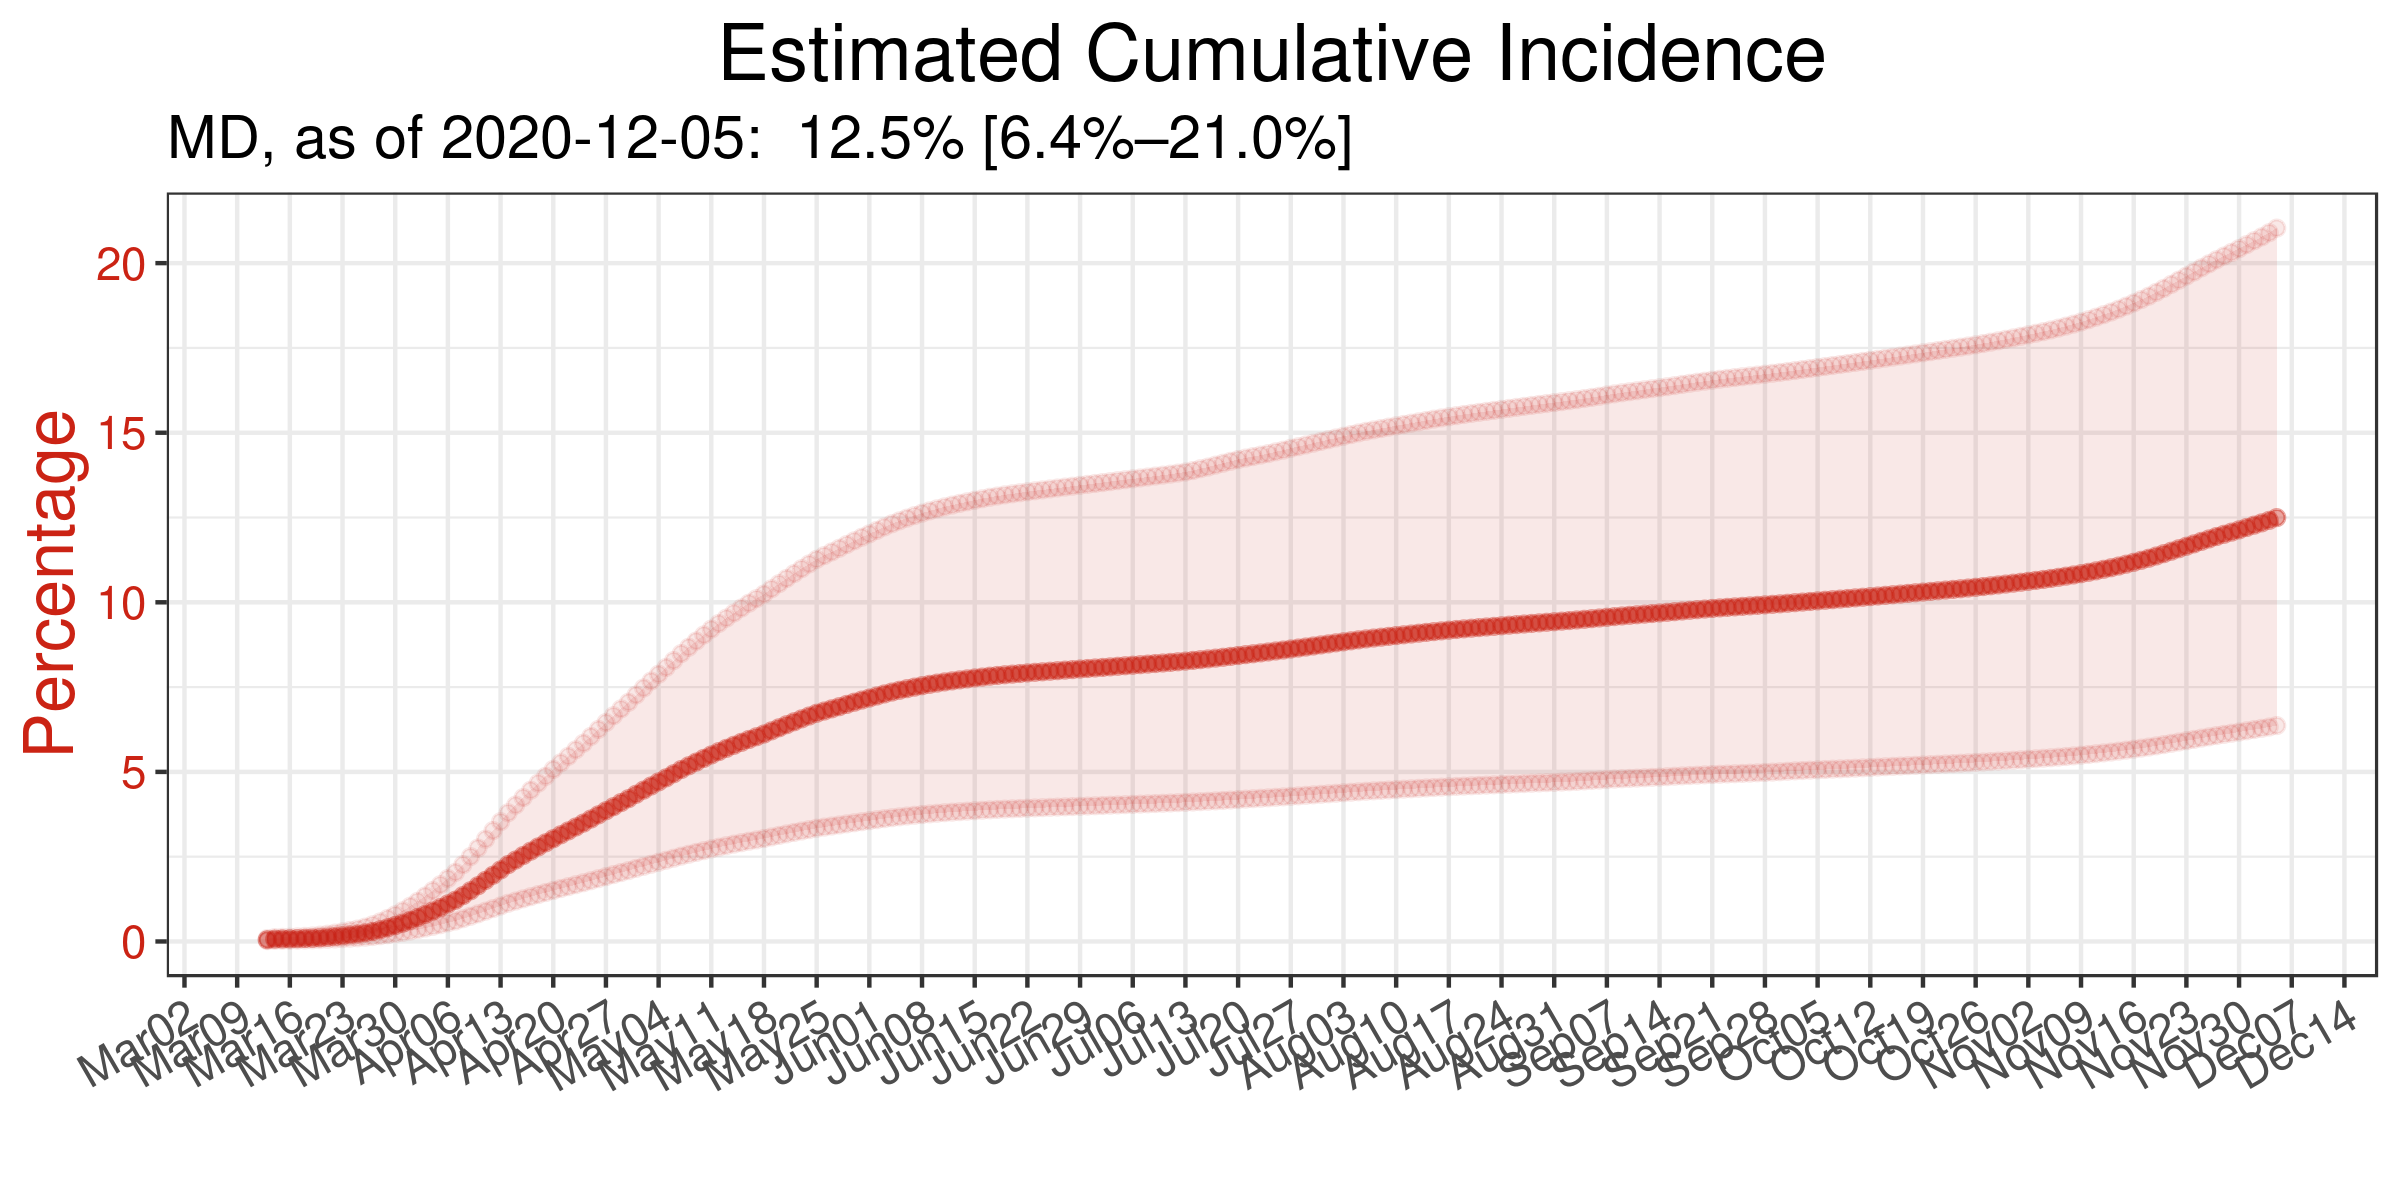 Estimated Cumulative Incidence
MD, as of 2020-12-05:  12.5% [6.4%–21.0%]
Percentage
20
15
10
5
0
Mar02 Mar09 Mar16 Mar23 Mar30 Apr06 Apr13 Apr20 Apr27 May04 May11 May18 May25 Jun01 Jun08 Jun15 Jun22 Jun29 Jul06 Jul13 Jul20 Jul27 Aug03 Aug10 Aug17 Aug24 Aug31 Sep07 Sep14 Sep21 Sep28 Oct05 Oct12 Oct19 Oct26 Nov02 Nov09 Nov16 Nov23 Nov30 Dec07 Dec14